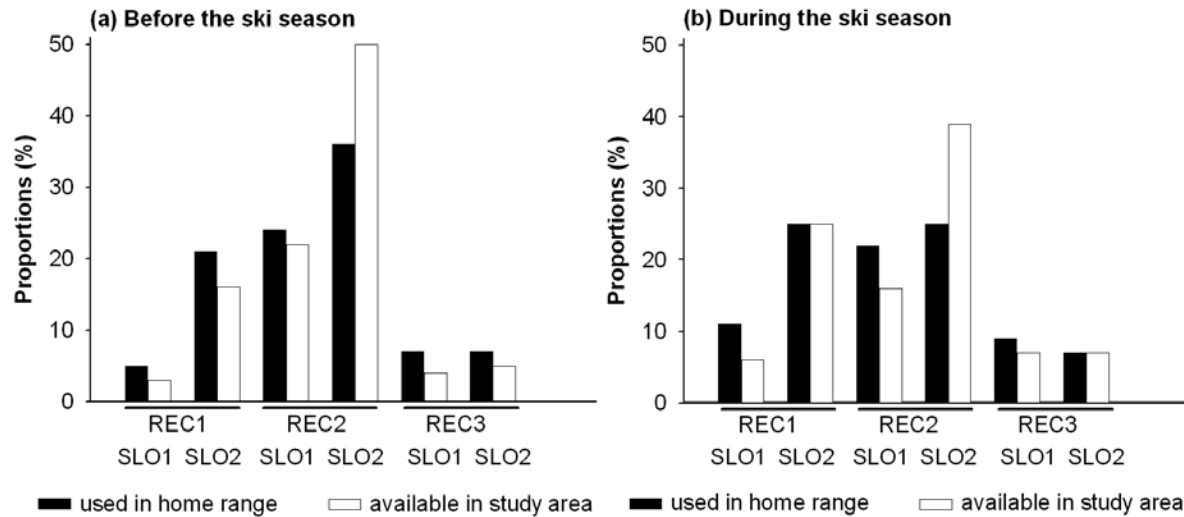 (a) Before the ski season
Proportions (%)
50
40
30
20
10
0
REC1 REC2 REC3
SLO1 SLO2 SLO1 SLO2 SLO1 SLO2
used in home range available in study area
(b) During the ski season
Proportions (%)
50
40
30
20
10
0
REC1 REC2 REC3
SLO1 SLO2 SLO1 SLO2 SLO1 SLO2
used in home range available in study area